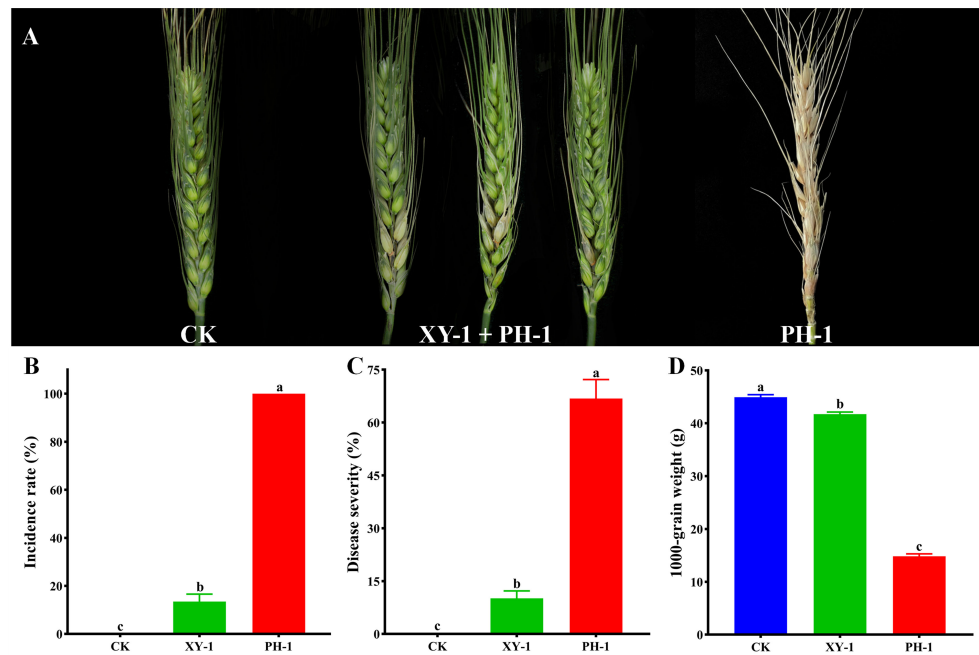 A
CK
XY-1 + PH-1
PH-1
B
Incidence rate (%)
100
80
60
40
20
0
c
b
a
CK
XY-1
PH-1
C
Disease severity (%)
75
60
45
30
15
0
c
b
a
CK
XY-1
PH-1
D
1000-grain weight (g)
50
40
30
20
10
0
a
b
c
CK
XY-1
PH-1